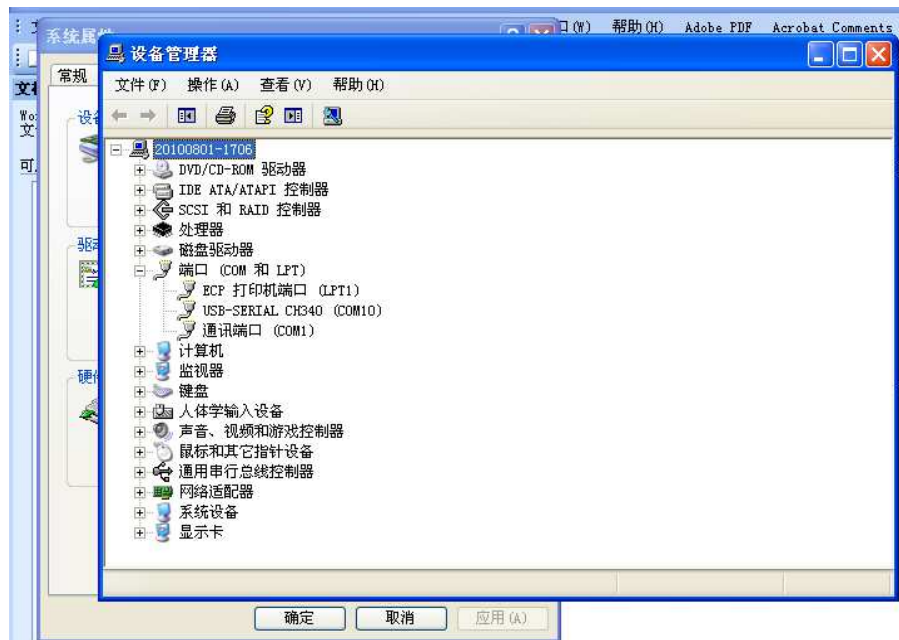 口(W) 帮助(H) Adobe PDF Acrobat Comments
系统属性
设备管理器
常规
文件(F) 操作(A) 查看(V) 帮助(H)
20100801-1706
DVD/CD-ROM 驱动器
IDE ATA/ATAPI 控制器
SCSI 和 RAID 控制器
处理器
磁盘驱动器
端口 (COM 和 LPT)
ECP 打印机端口 (LPT1)
USB-SERIAL CH340 (COM10)
通讯端口 (COM1)
计算机
监视器
键盘
人体学输入设备
声音、视频和游戏控制器
鼠标和其它指针设备
通用串行总线控制器
网络适配器
系统设备
显示卡
设备
驱动
硬件
确定 取消 应用(A)